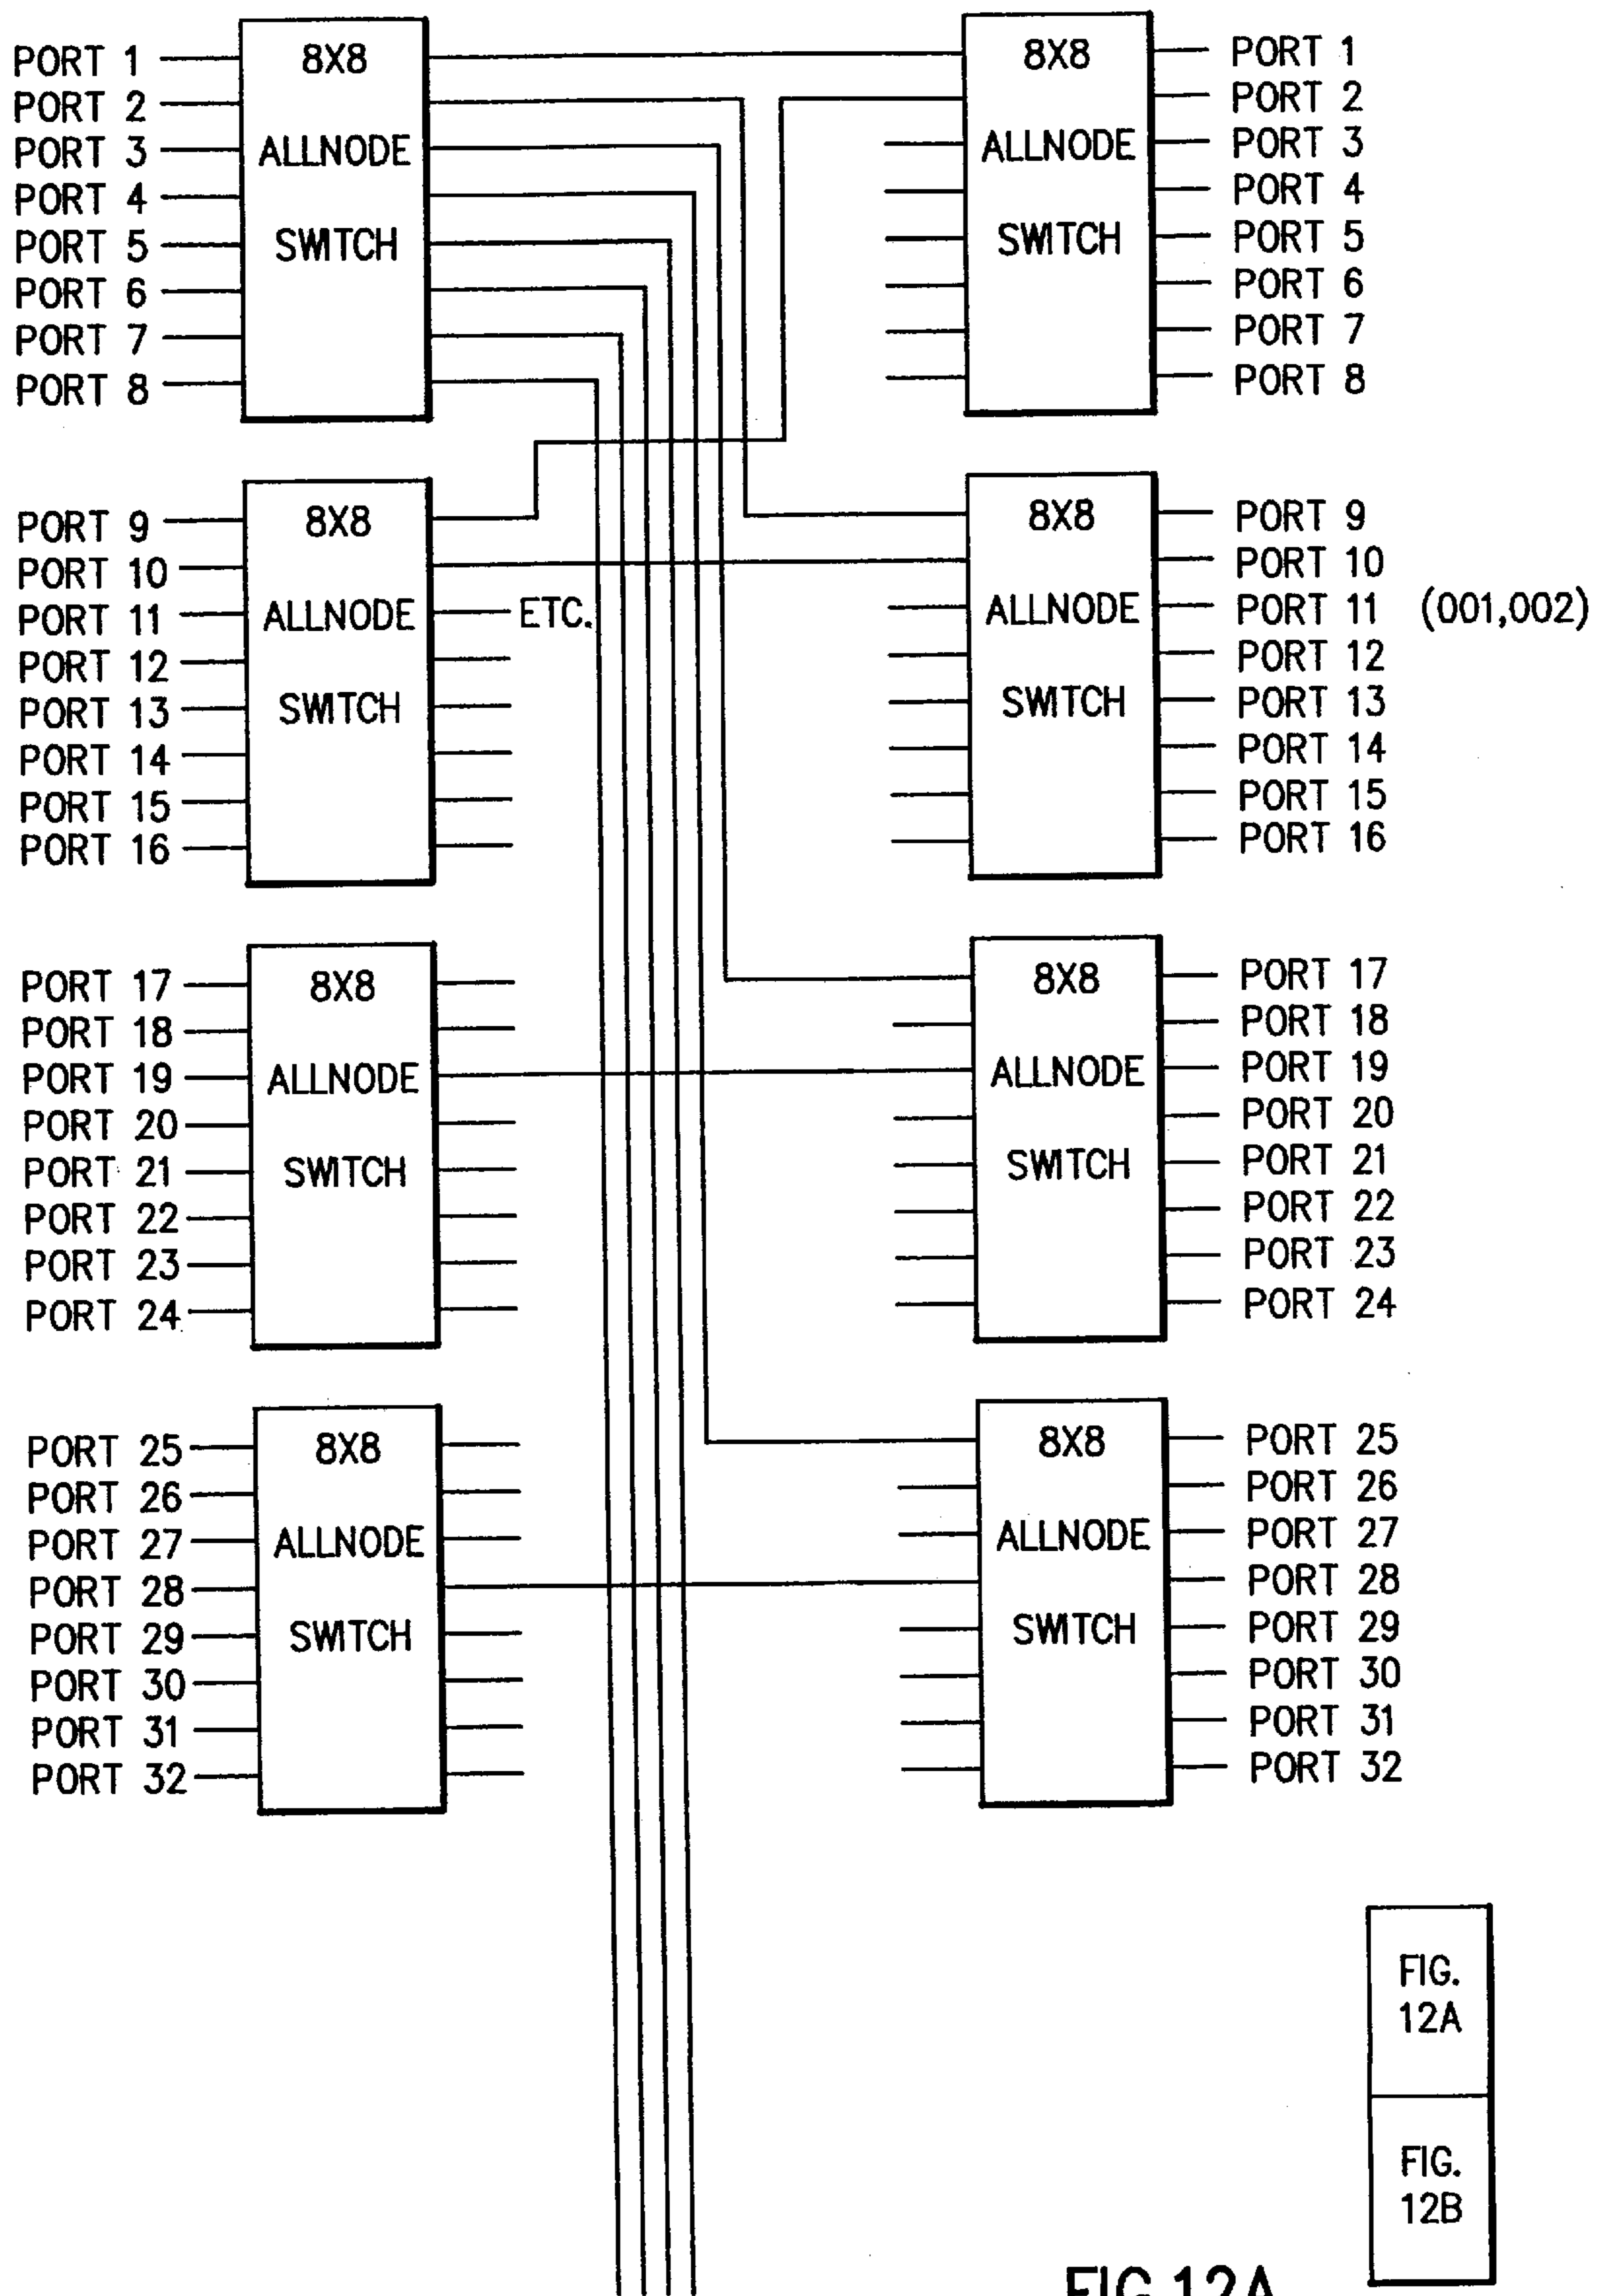 PORT 1
PORT 2
PORT 3
PORT 4
PORT 5
PORT 6
PORT 7
PORT 8
8X8
ALLNODE
SWITCH
8X8
ALLNODE
SWITCH
PORT 1
PORT 2
PORT 3
PORT 4
PORT 5
PORT 6
PORT 7
PORT 8
PORT 9
PORT 10
PORT 11
PORT 12
PORT 13
PORT 14
PORT 15
PORT 16
8X8
ALLNODE
SWITCH
ETC.
8X8
ALLNODE
SWITCH
PORT 9
PORT 10
PORT 11 (001,002)
PORT 12
PORT 13
PORT 14
PORT 15
PORT 16
PORT 17
PORT 18
PORT 19
PORT 20
PORT 21
PORT 22
PORT 23
PORT 24
8X8
ALLNODE
SWITCH
8X8
ALLNODE
SWITCH
PORT 17
PORT 18
PORT 19
PORT 20
PORT 21
PORT 22
PORT 23
PORT 24
PORT 25
PORT 26
PORT 27
PORT 28
PORT 29
PORT 30
PORT 31
PORT 32
8X8
ALLNODE
SWITCH
8X8
ALLNODE
SWITCH
PORT 25
PORT 26
PORT 27
PORT 28
PORT 29
PORT 30
PORT 31
PORT 32
FIG.
12A
FIG.
12B
FIG.12A